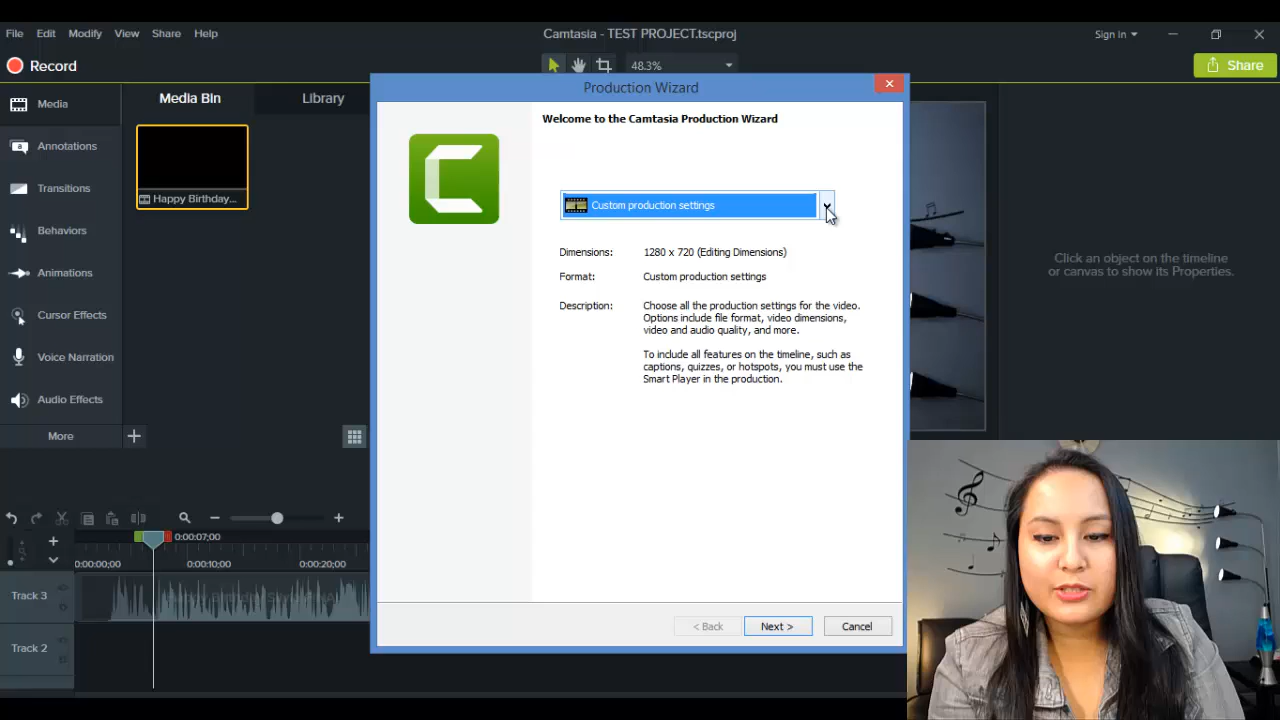 File Edit Modify View Share Help
Camtasia - TEST PROJECT.tscproj
Sign in
Record
48.3%
Share
Media
Media Bin
Library
Annotations
Transitions
Behaviors
Animations
Cursor Effects
Voice Narration
Audio Effects
More
Happy Birthday...
Production Wizard
Welcome to the Camtasia Production Wizard
Custom production settings
Dimensions: 1280 x 720 (Editing Dimensions)
Format: Custom production settings
Description: Choose all the production settings for the video.
Options include file format, video dimensions,
video and audio quality, and more.
To include all features on the timeline, such as
captions, quizzes, or hotspots, you must use the
Smart Player in the production.
< Back
Next >
Cancel
Click an object on the timeline
or canvas to show its Properties.
0:00:07;00
0:00:00;00 0:00:10;00 0:00:20;00
Track 3
Track 2